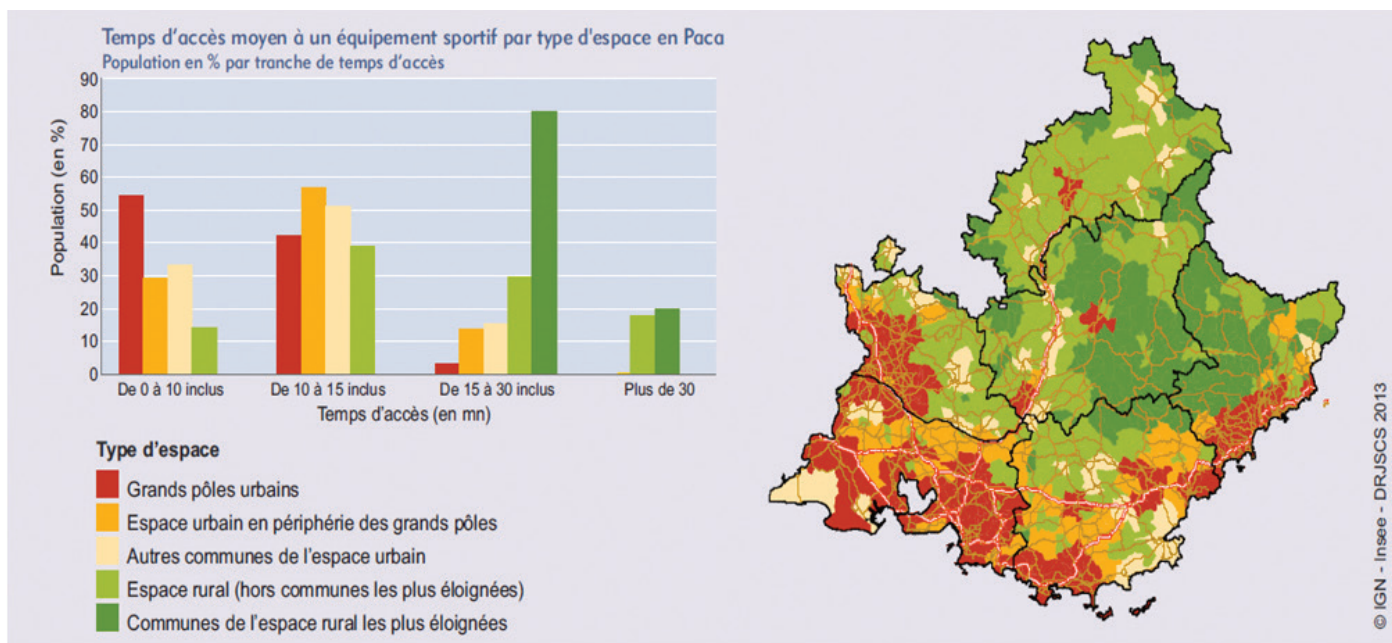 Temps d'accès moyen à un équipement sportif par type d'espace en Paca
Population en % par tranche de temps d'accès
Population (en %)
90
80
70
60
50
40
30
20
10
0
De 0 à 10 inclus
De 10 à 15 inclus
De 15 à 30 inclus
Plus de 30
Temps d'accès (en mn)
Type d'espace
Grands pôles urbains
Espace urbain en périphérie des grands pôles
Autres communes de l'espace urbain
Espace rural (hors communes les plus éloignées)
Communes de l'espace rural les plus éloignées
© IGN - Insee - DRJSCS 2013